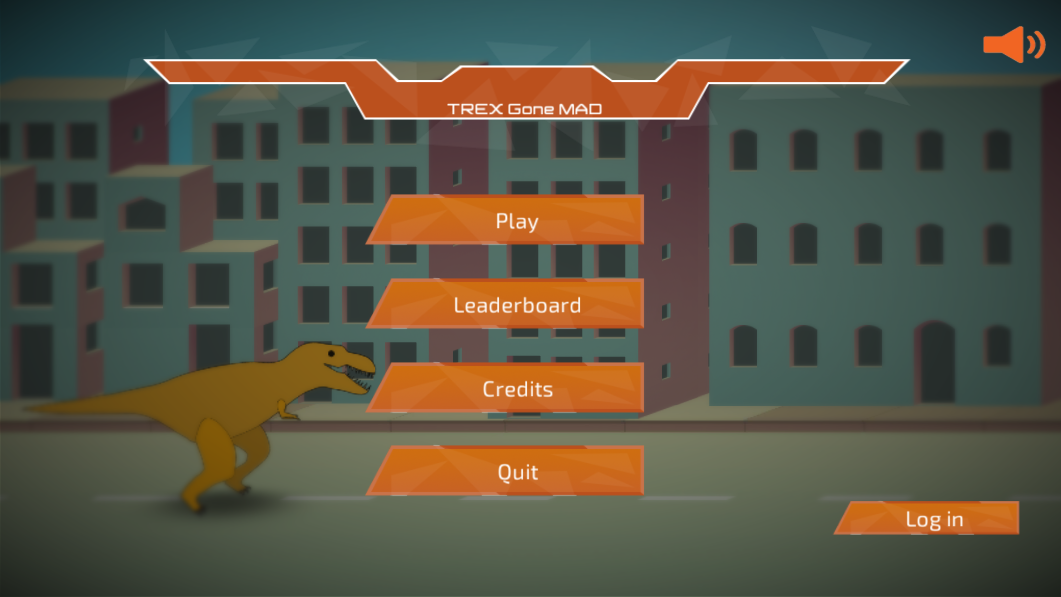 TREX Gone MAD
Play
Leaderboard
Credits
Quit
Log in